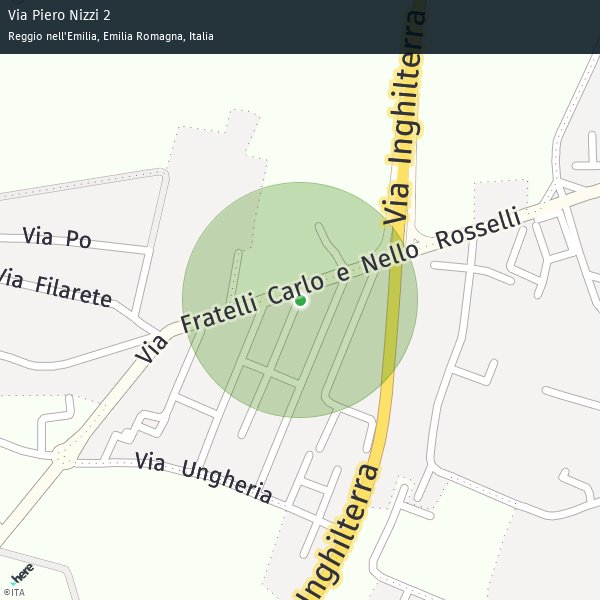 Via Piero Nizzi 2
Reggio nell'Emilia, Emilia Romagna, Italia
Via Inghilterra
Via Po
Via Filarete
Via Fratelli Carlo e Nello Rosselli
Via Ungheria
Inghilterra
here
©ITA